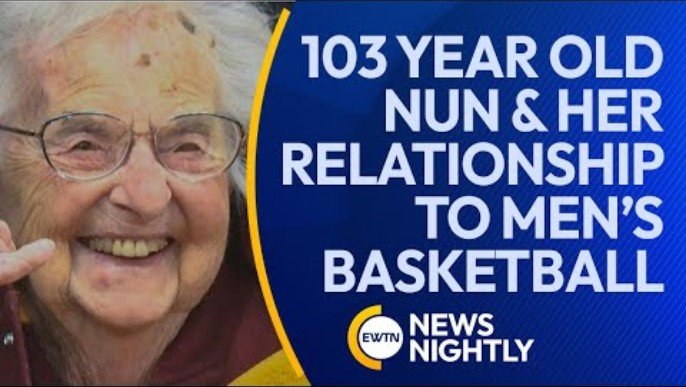 103 YEAR OLD
NUN & HER
RELATIONSHIP
TO MEN'S
BASKETBALL
EWTN
NEWS
NIGHTLY